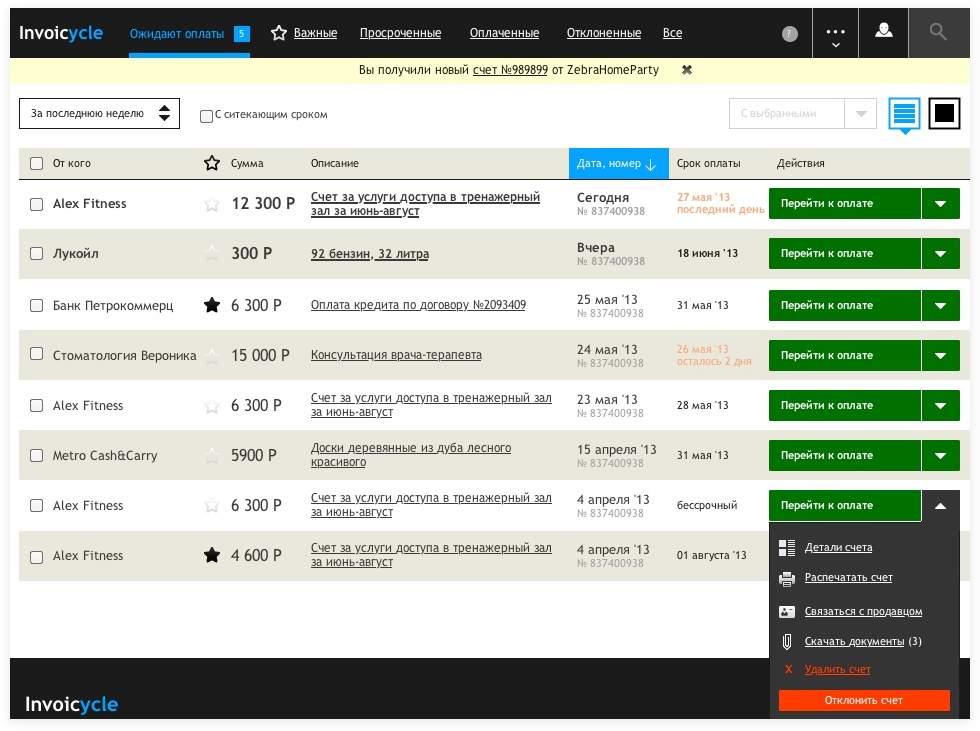 Invoicycle Ожидают оплаты 5 Важные Просроченные Оплаченные Отклоненные Все ?
Вы получили новый счет №989899 от ZebraHomeParty
За последнюю неделю С ситекающим сроком С выбранными
От кого Сумма Описание Дата, номер Срок оплаты Действия
Alex Fitness 12 300 Р Счет за услуги доступа в тренажерный
зал за июнь-август
Сегодня
№ 837400938
27 мая '13
последний день
Перейти к оплате
Лукойл 300 Р 92 бензин, 32 литра
Вчера
№ 837400938
18 июня '13
Перейти к оплате
Банк Петрокоммерц 6 300 Р Оплата кредита по договору №2093409
25 мая '13
№ 837400938
31 мая '13
Перейти к оплате
Стоматология Вероника 15 000 Р Консультация врача-терапевта
24 мая '13
№ 837400938
26 мая '13
осталось 2 дня
Перейти к оплате
Alex Fitness 6 300 Р Счет за услуги доступа в тренажерный зал
за июнь-август
23 мая '13
№ 837400938
28 мая '13
Перейти к оплате
Metro Cash&Carry 5900 Р Доски деревянные из дуба лесного
красивого
15 апреля '13
№ 837400938
31 мая '13
Перейти к оплате
Alex Fitness 6 300 Р Счет за услуги доступа в тренажерный зал
за июнь-август
4 апреля '13
№ 837400938
бессрочный
Перейти к оплате
Alex Fitness 4 600 Р Счет за услуги доступа в тренажерный зал
за июнь-август
4 апреля '13
№ 837400938
01 августа '13
Детали счета
Распечатать счет
Связаться с продавцом
Скачать документы (3)
X Удалить счет
Отклонить счет
Invoicycle